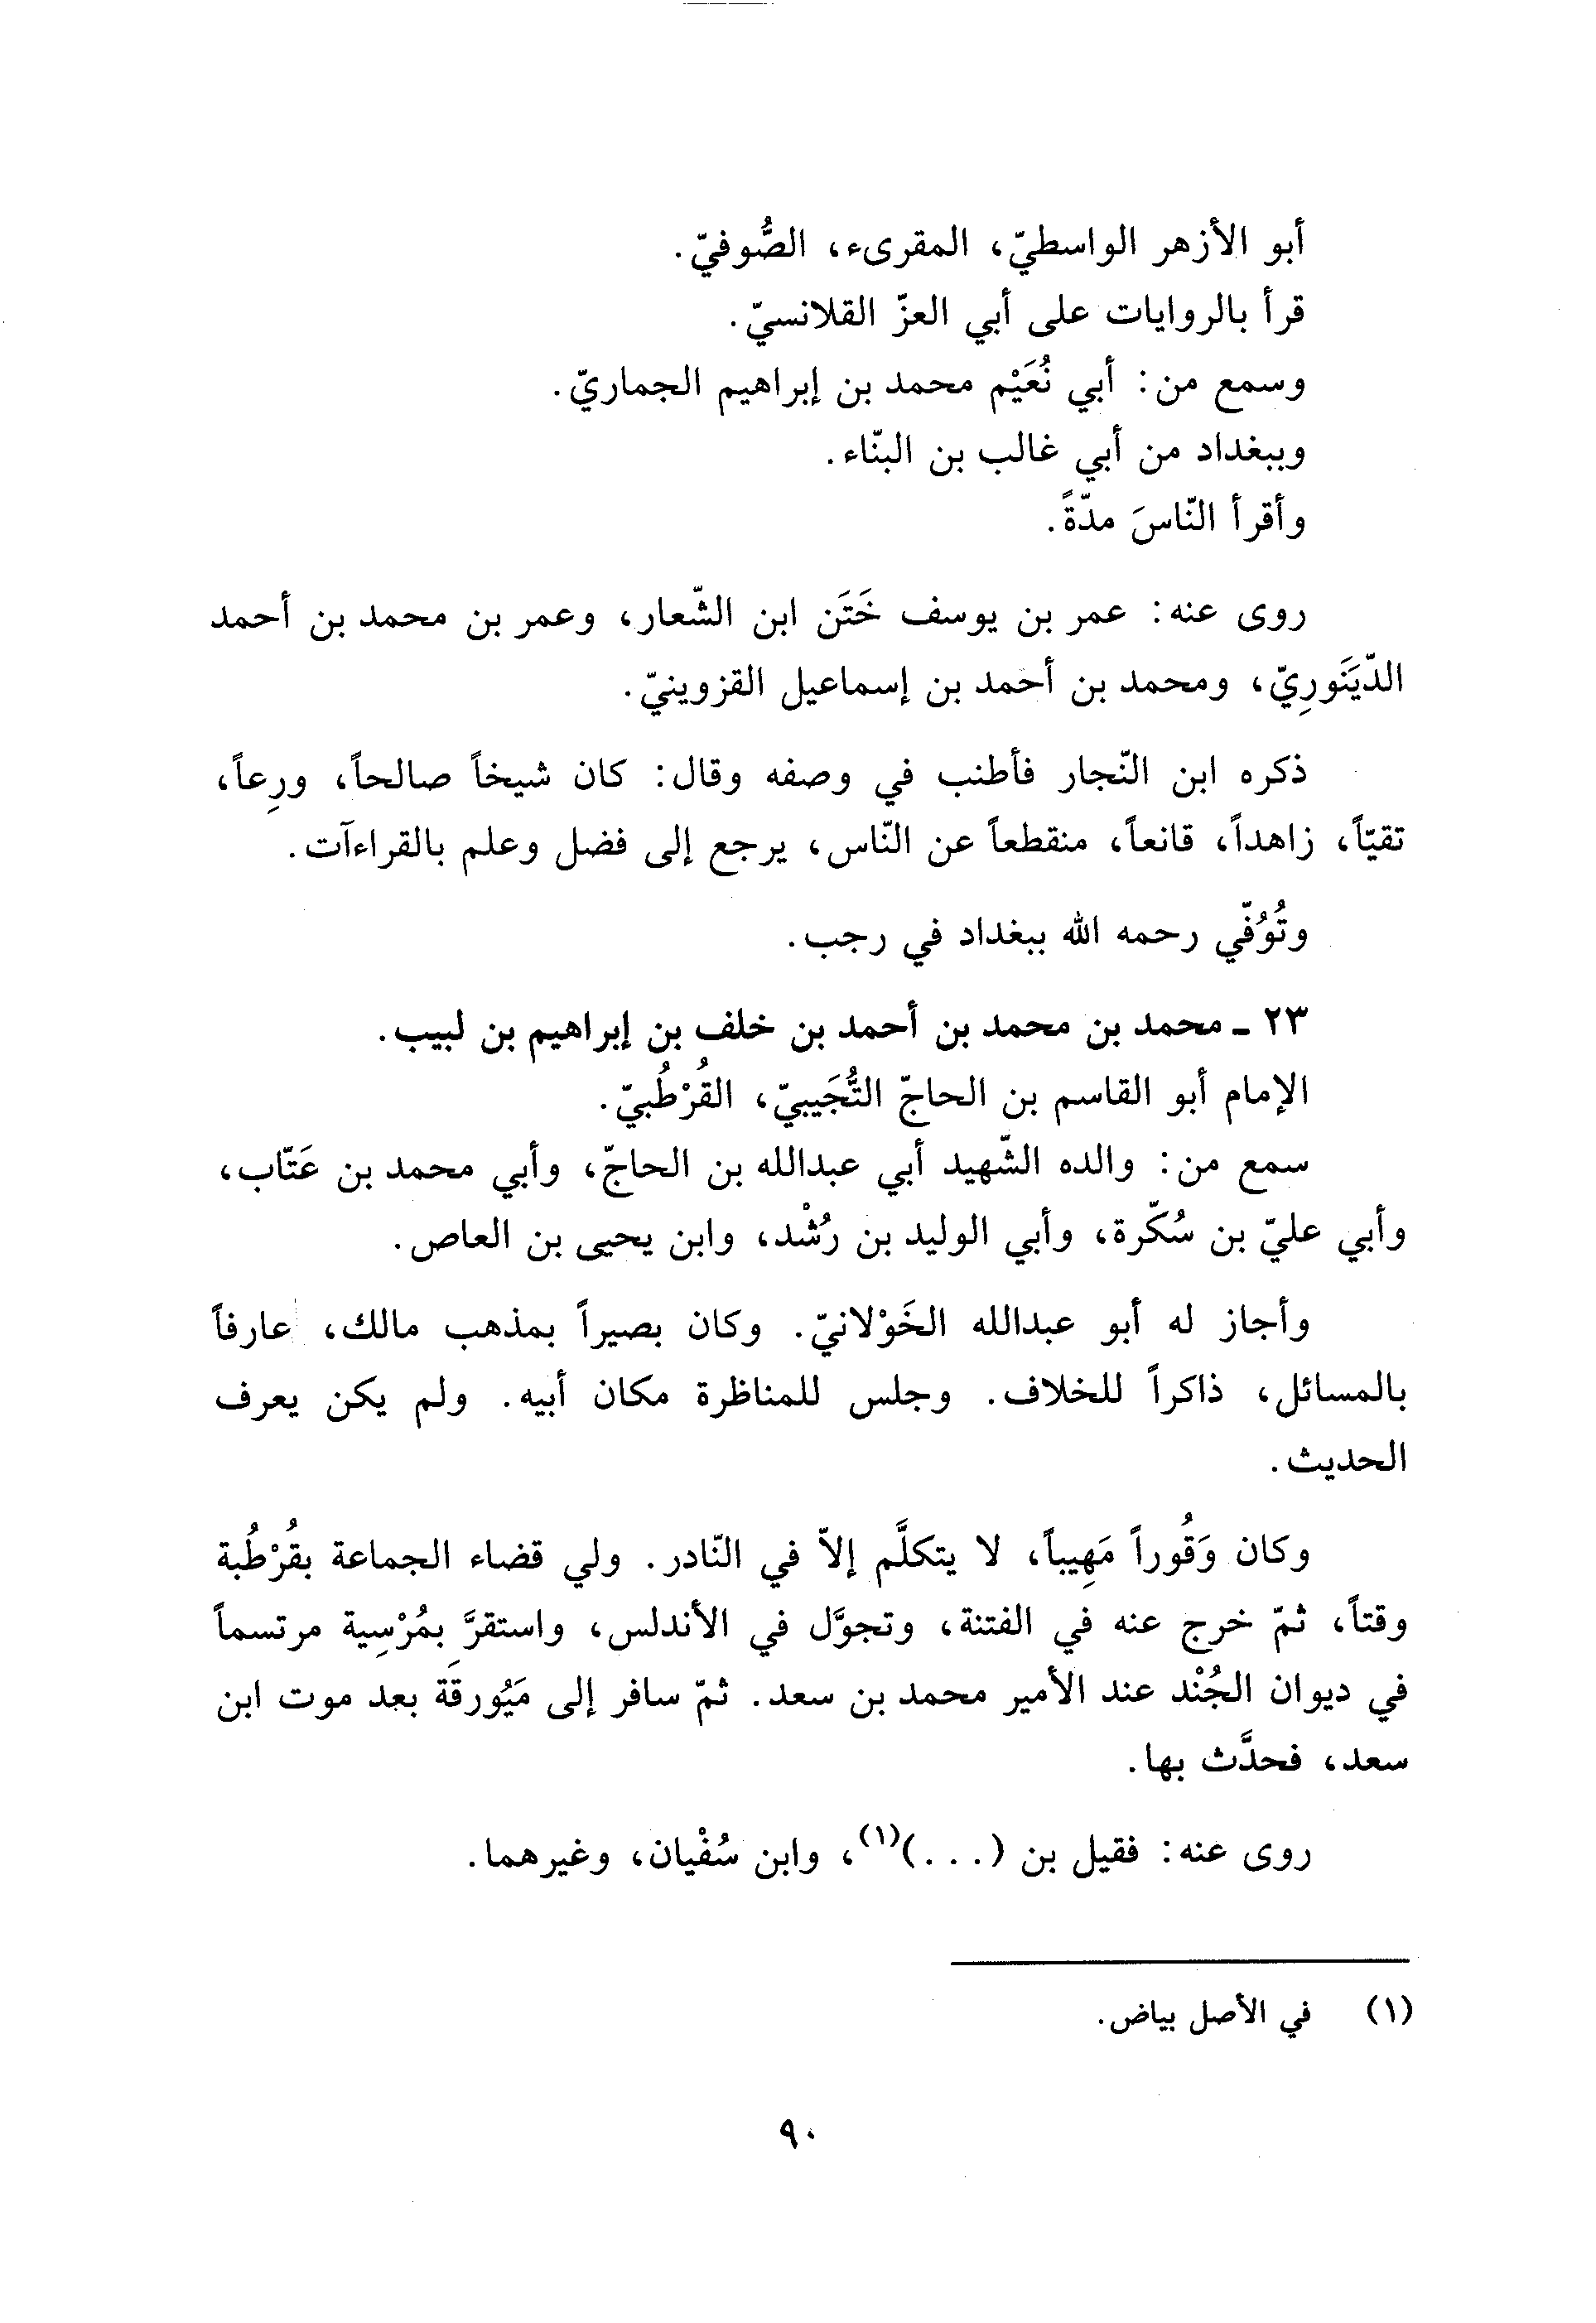 أبو الأزهر الواسطيّ، المقرىء، الصُّوفيّ.
قرأ بالروايات على أبي العزّ القلانسيّ.
وسمع من: أبي نُعَيْم محمد بن إبراهيم الجماريّ.
وببغداد من أبي غالب بن البنّاء.
وأقرأ النّاسَ مدّةً.
روى عنه: عمر بن يوسف خَتَن ابن الشّعار، وعمر بن محمد بن أحمد
الدّيَنَورِيّ، ومحمد بن أحمد بن إسماعيل القزوينيّ.
ذكره ابن النّجار فأطنب في وصفه وقال: كان شيخاً صالحاً، ورِعاً،
تقيّاً، زاهداً، قانعاً، منقطعاً عن النّاس، يرجع إلى فضل وعلم بالقراءآت.
وتُوُفّي رحمه الله ببغداد في رجب.
٢٣ ـ محمد بن محمد بن أحمد بن خلف بن إبراهيم بن لبيب.
الإمام أبو القاسم بن الحاجّ التُّجَيبيّ، القُرْطُبيّ.
سمع من: والده الشّهيد أبي عبدالله بن الحاجّ، وأبي محمد بن عَتّاب،
وأبي عليّ بن سُكّرة، وأبي الوليد بن رُشْد، وابن يحيى بن العاص.
وأجاز له أبو عبدالله الخَوْلانيّ. وكان بصيراً بمذهب مالك، عارفاً
بالمسائل، ذاكراً للخلاف. وجلس للمناظرة مكان أبيه. ولم يكن يعرف
الحديث.
وكان وَقُوراً مَهِيباً، لا يتكلَّم إلاّ في النّادر. ولي قضاء الجماعة بقُرْطُبة
وقتاً، ثمّ خرج عنه في الفتنة، وتجوَّل في الأندلس، واستقرَّ بمُرْسِية مرتسماً
في ديوان الجُنْد عند الأمير محمد بن سعد. ثمّ سافر إلى مَيُورقَة بعد موت ابن
سعد، فحدَّث بها.
روى عنه: فقيل بن (...)(١)، وابن سُفْيان، وغيرهما.
(١) في الأصل بياض.
٩٠